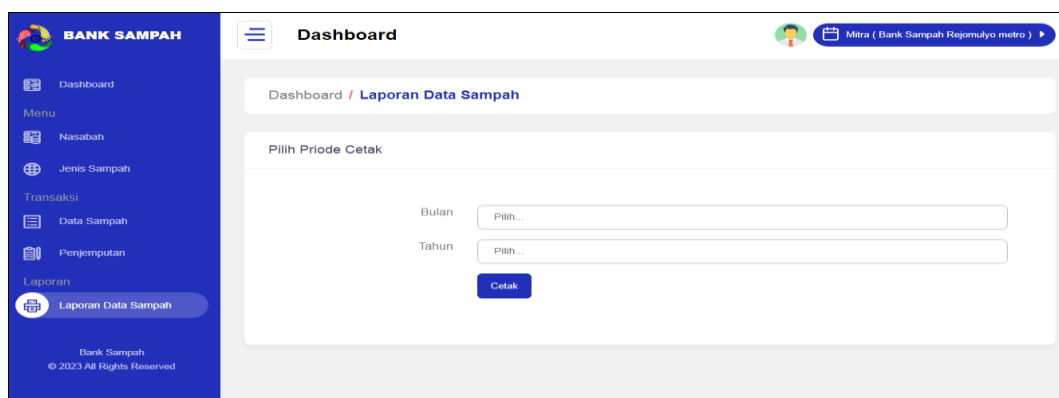 BANK SAMPAH
Dashboard
Mitra ( Bank Sampah Rejomulyo metro )
Dashboard
Menu
Nasabah
Jenis Sampah
Transaksi
Data Sampah
Penjemputan
Laporan
Laporan Data Sampah
Bank Sampah
© 2023 All Rights Reserved
Dashboard / Laporan Data Sampah
Pilih Priode Cetak
Bulan Pilih...
Tahun Pilih...
Cetak